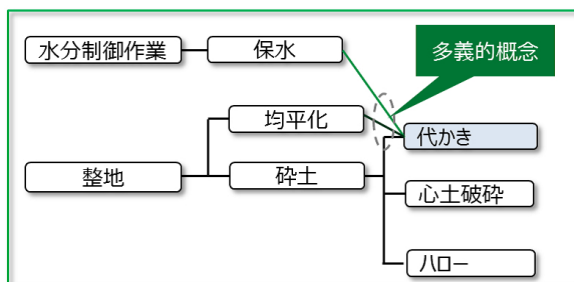 水分制御作業
保水
多義的概念
均平化
代かき
整地
砕土
心土破砕
ハロー